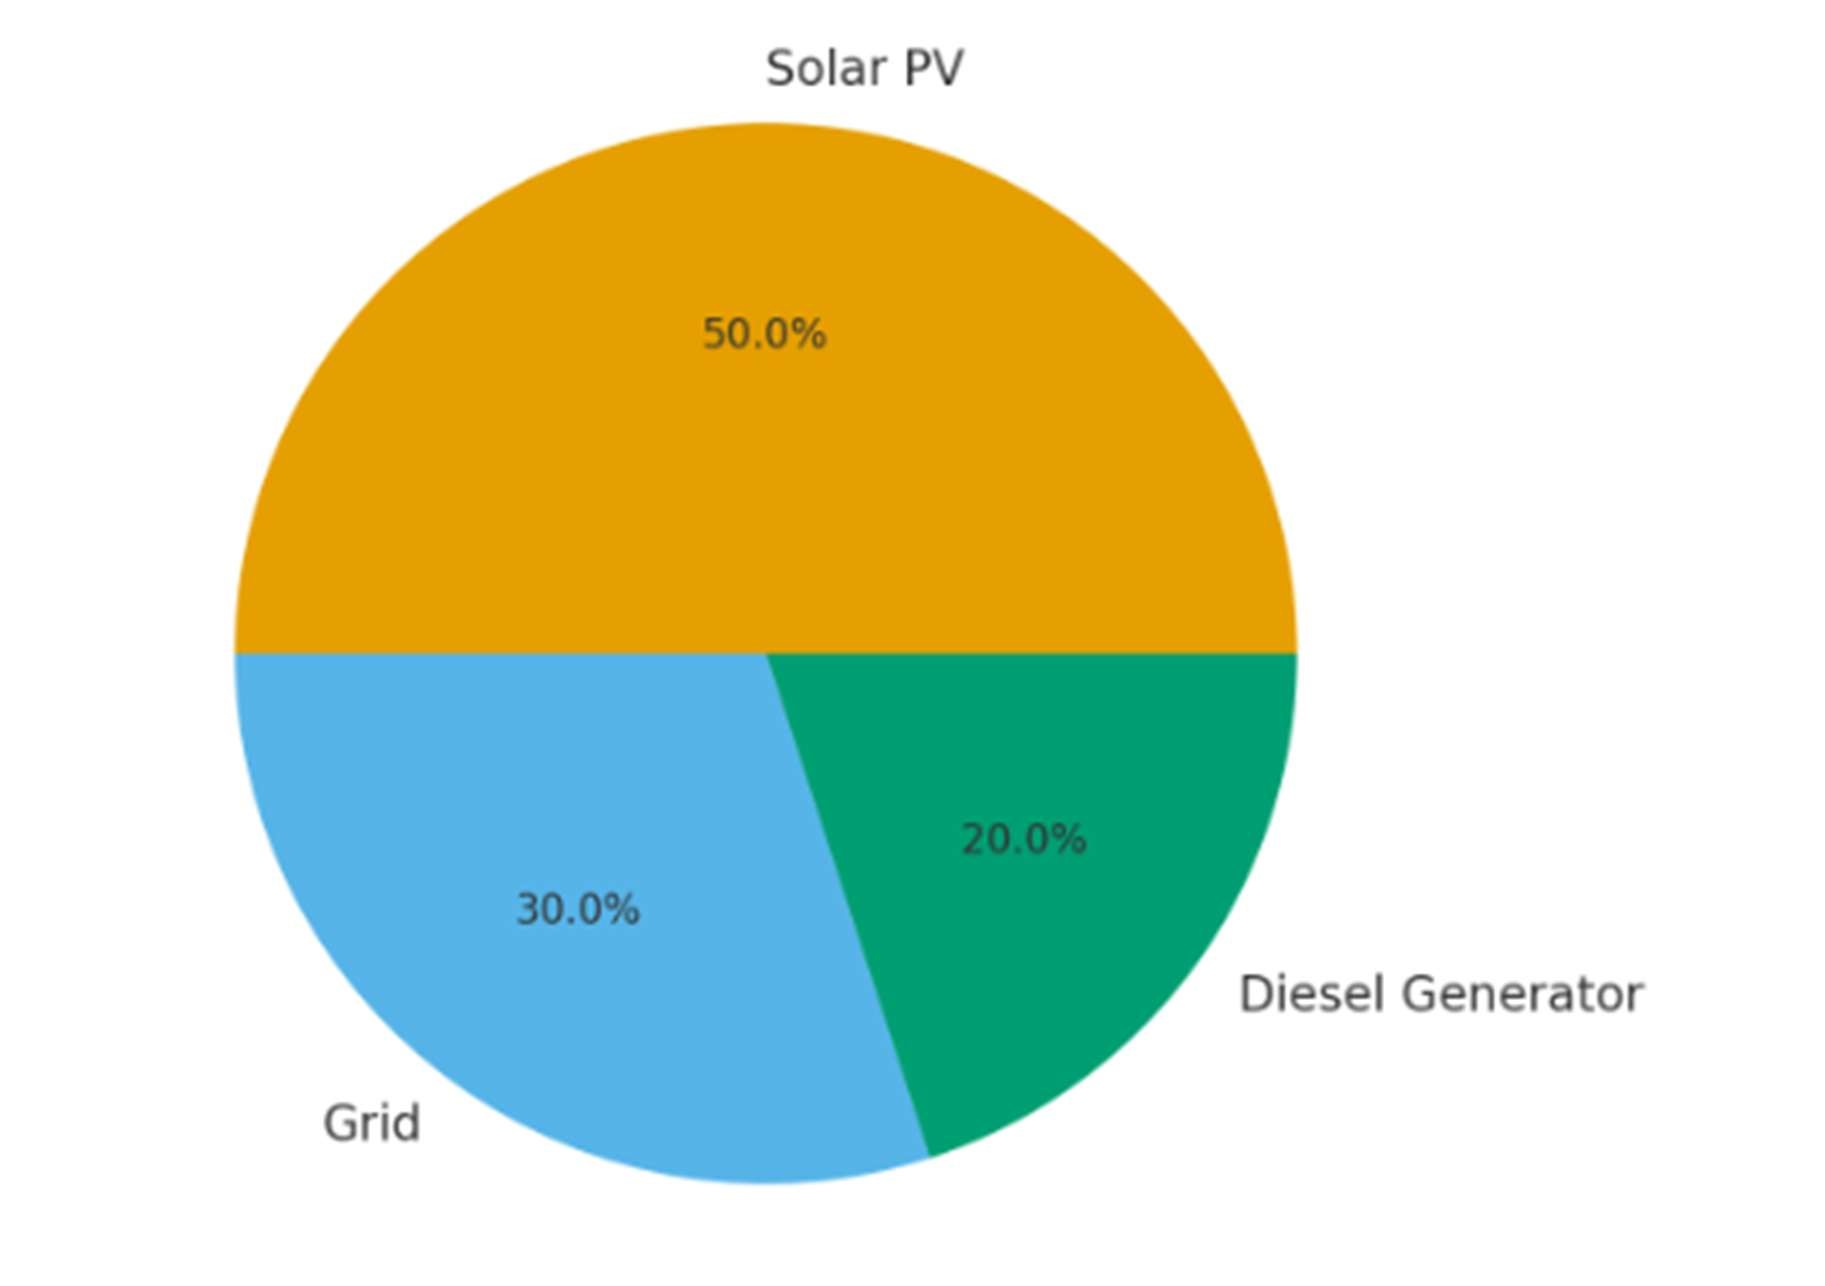 Solar PV
50.0%
20.0%
30.0%
Diesel Generator
Grid